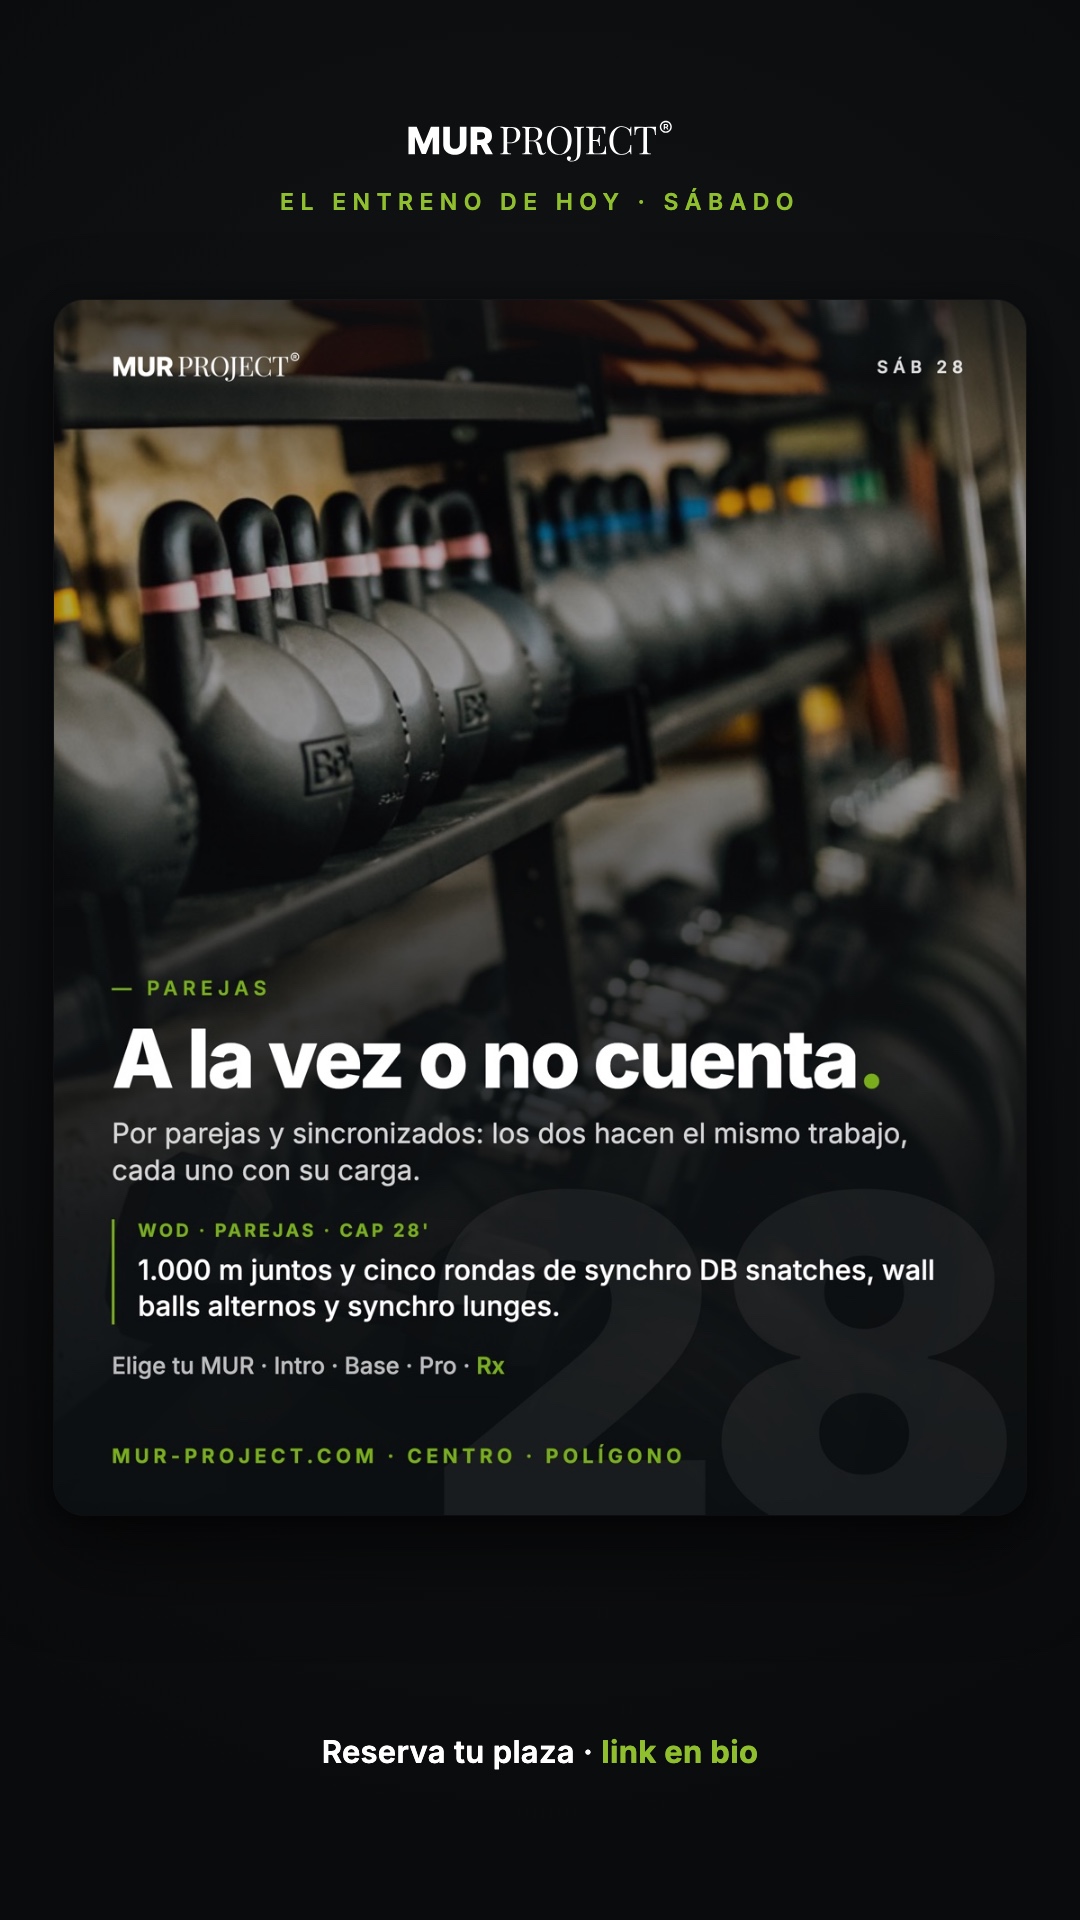 MUR PROJECT®
EL ENTRENO DE HOY · SÁBADO
MUR PROJECT®
SÁB 28
— PAREJAS
A la vez o no cuenta.
Por parejas y sincronizados: los dos hacen el mismo trabajo,
cada uno con su carga.
WOD · PAREJAS · CAP 28'
1.000 m juntos y cinco rondas de synchro DB snatches, wall
balls alternos y synchro lunges.
Elige tu MUR · Intro · Base · Pro · Rx
28
MUR-PROJECT.COM · CENTRO · POLÍGONO
Reserva tu plaza · link en bio